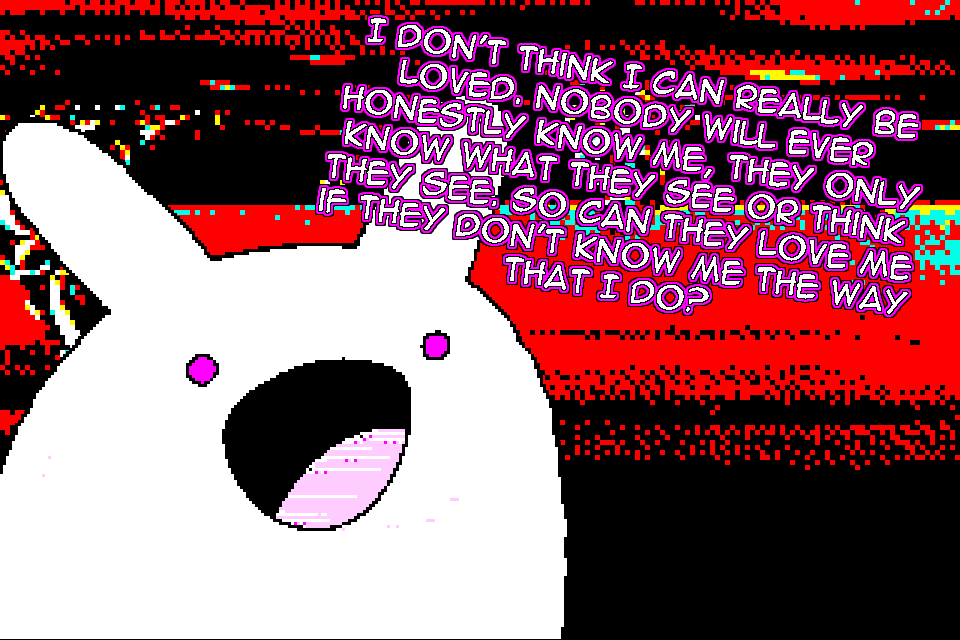 I DON'T THINK I CAN REALLY BE
LOVED. NOBODY WILL EVER
HONESTLY KNOW ME, THEY ONLY
KNOW WHAT THEY SEE OR THINK
THEY SEE. SO CAN THEY LOVE ME
IF THEY DON'T KNOW ME THE WAY
THAT I DO?